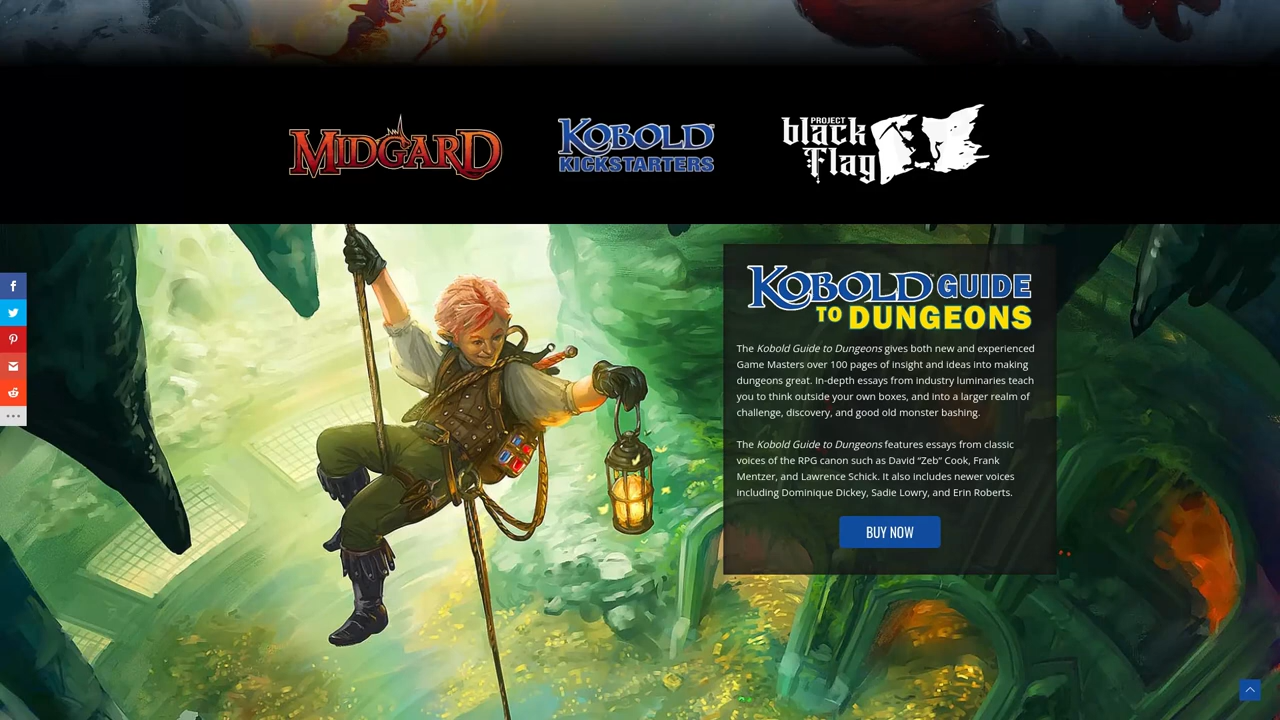 MIDGARD
KOBOLD
KICKSTARTERS
PROJECT
black
Flag
KOBOLD GUIDE
TO DUNGEONS
The Kobold Guide to Dungeons gives both new and experienced
Game Masters over 100 pages of insight and ideas into making
dungeons great. In-depth essays from industry luminaries teach
you to think outside your own boxes, and into a larger realm of
challenge, discovery, and good old monster bashing.
The Kobold Guide to Dungeons features essays from classic
voices of the RPG canon such as David “Zeb” Cook, Frank
Mentzer, and Lawrence Schick. It also includes newer voices
including Dominique Dickey, Sadie Lowry, and Erin Roberts.
BUY NOW